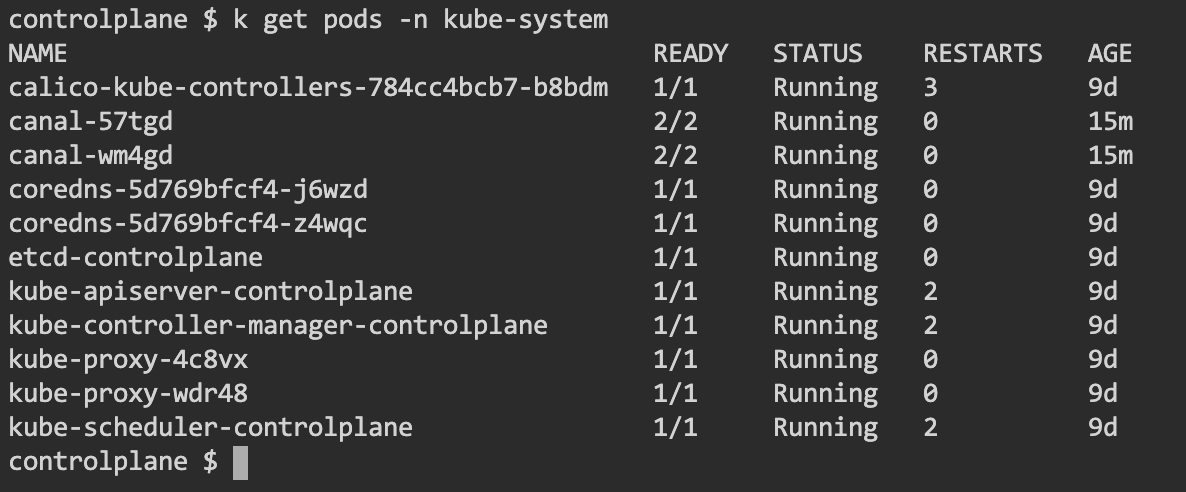 controlplane $ k get pods -n kube-system
NAME READY STATUS RESTARTS AGE
calico-kube-controllers-784cc4bcb7-b8bdm 1/1 Running 3 9d
canal-57tgd 2/2 Running 0 15m
canal-wm4gd 2/2 Running 0 15m
coredns-5d769bfcf4-j6wzd 1/1 Running 0 9d
coredns-5d769bfcf4-z4wqc 1/1 Running 0 9d
etcd-controlplane 1/1 Running 0 9d
kube-apiserver-controlplane 1/1 Running 2 9d
kube-controller-manager-controlplane 1/1 Running 2 9d
kube-proxy-4c8vx 1/1 Running 0 9d
kube-proxy-wdr48 1/1 Running 0 9d
kube-scheduler-controlplane 1/1 Running 2 9d
controlplane $